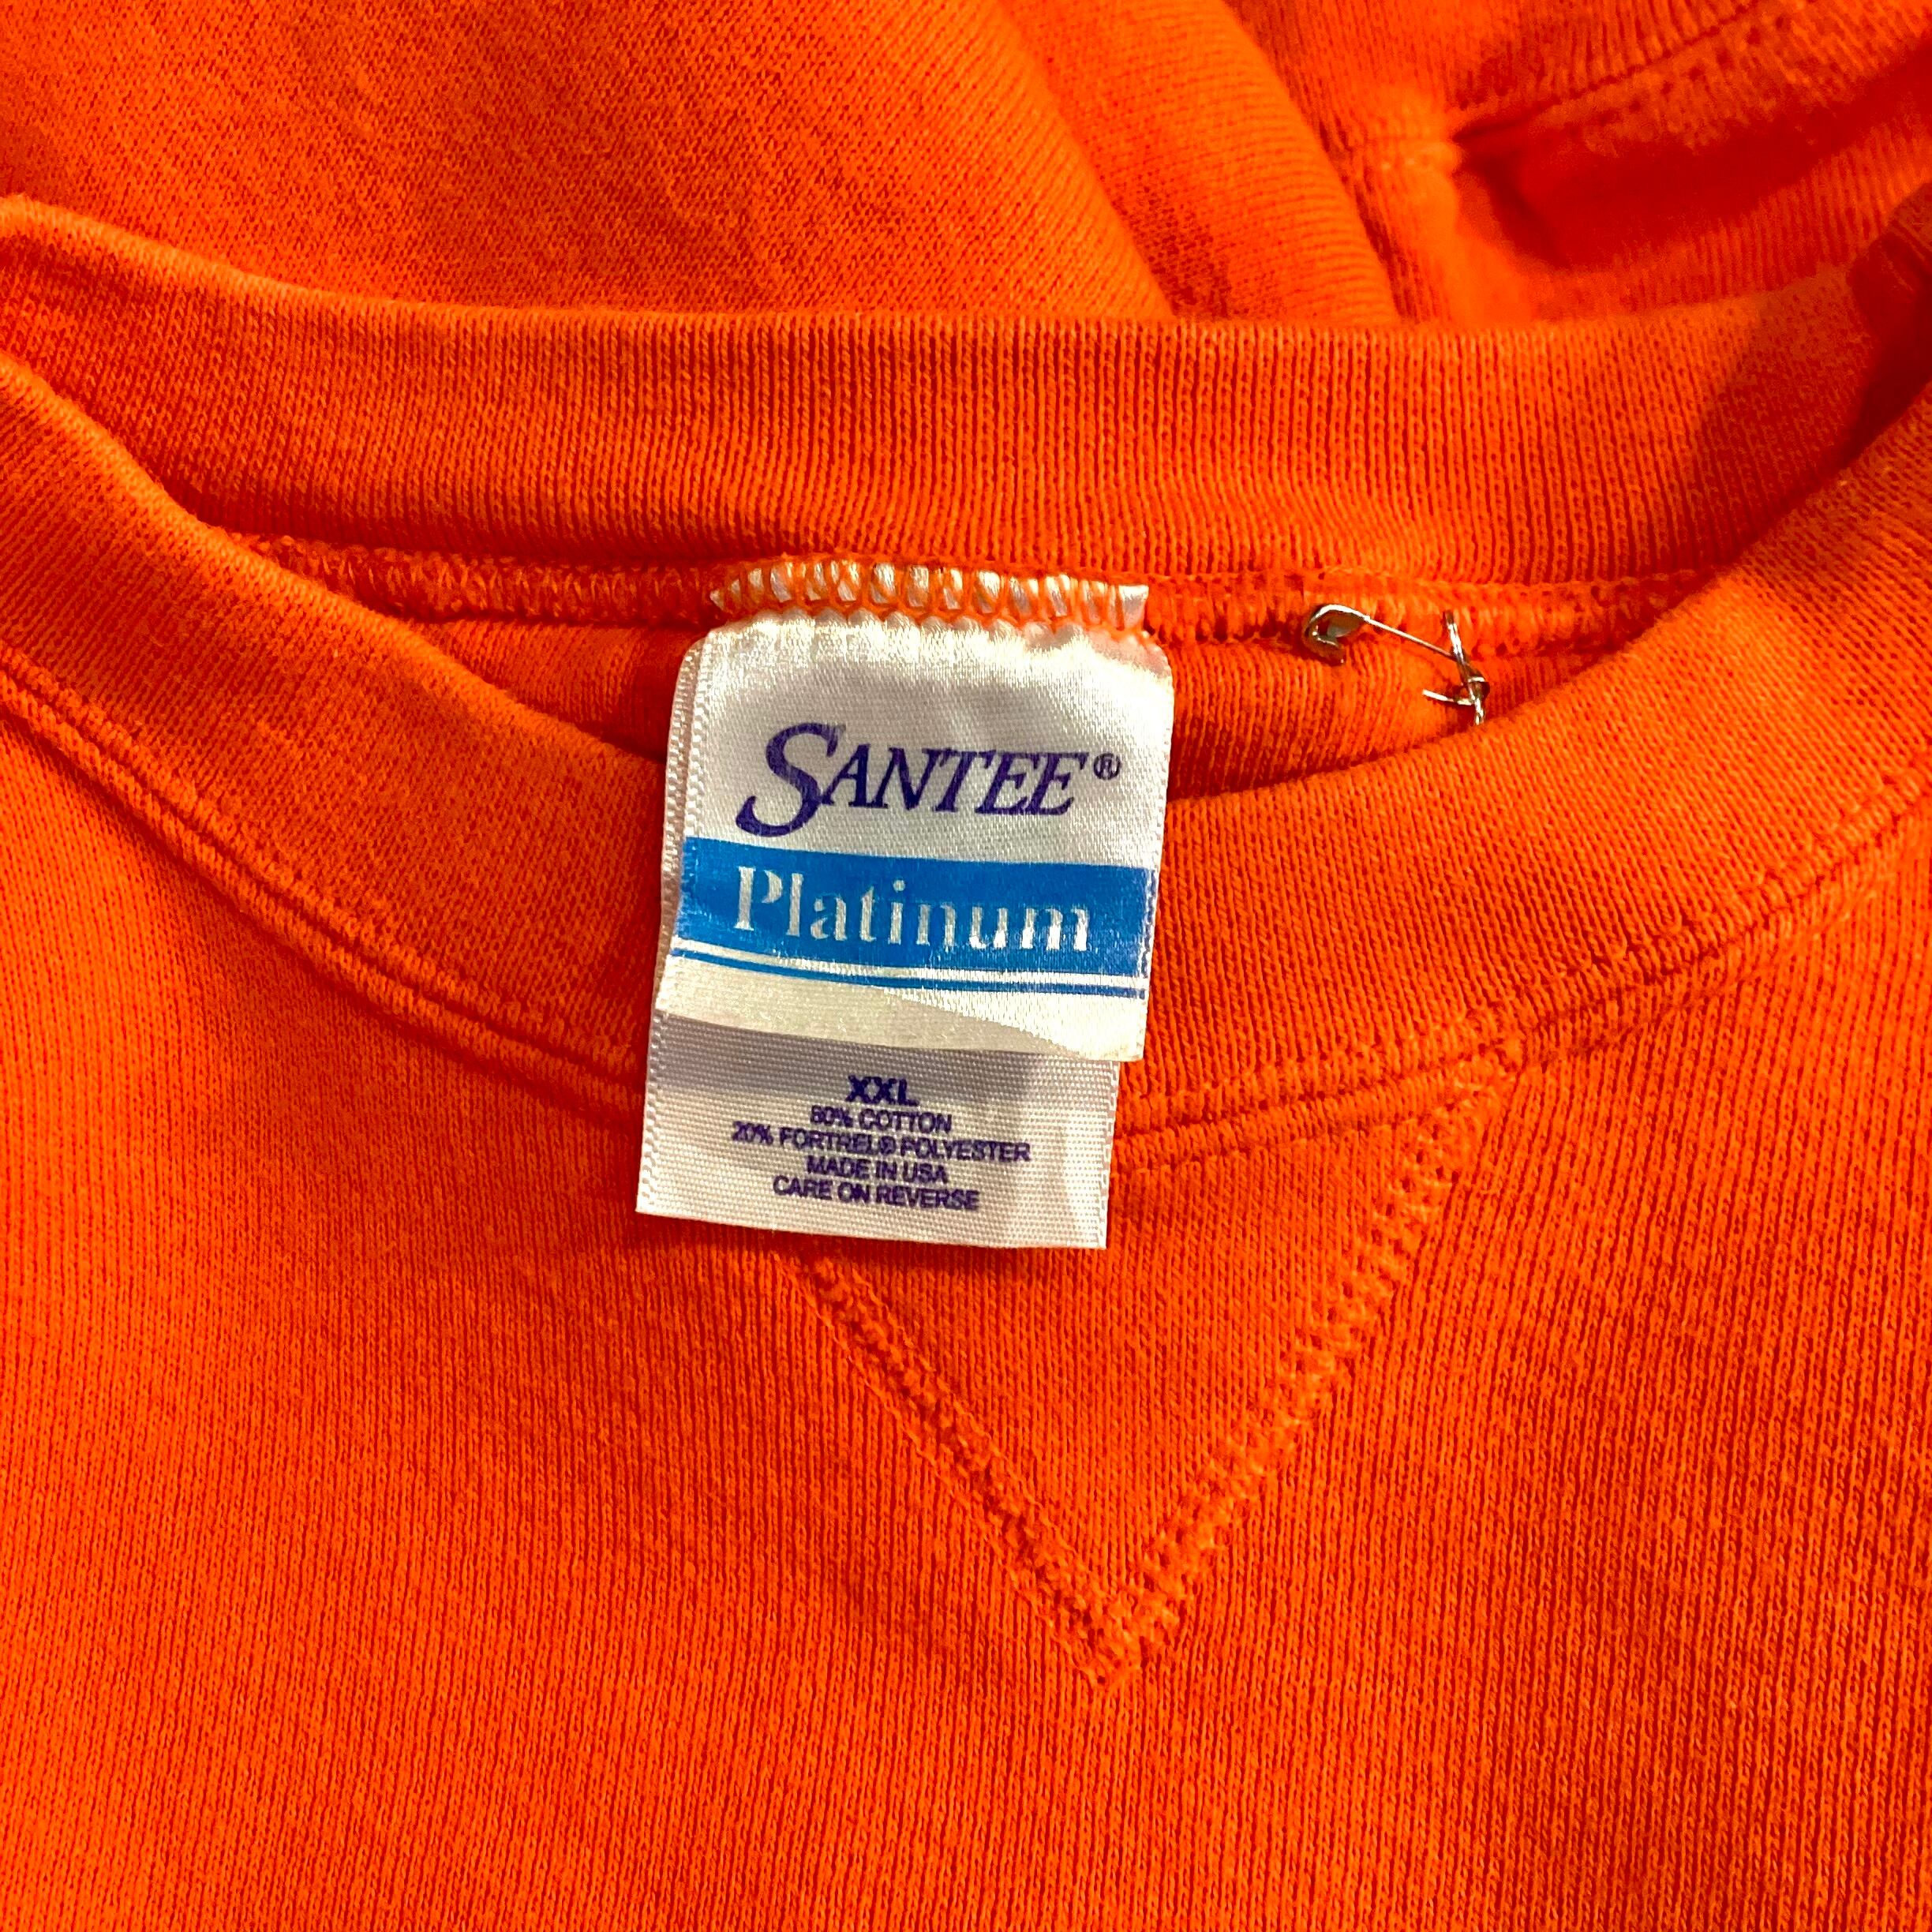 SANTEE®
Platinum
XXL
80% COTTON
20% FORTREL® POLYESTER
MADE IN USA
CARE ON REVERSE